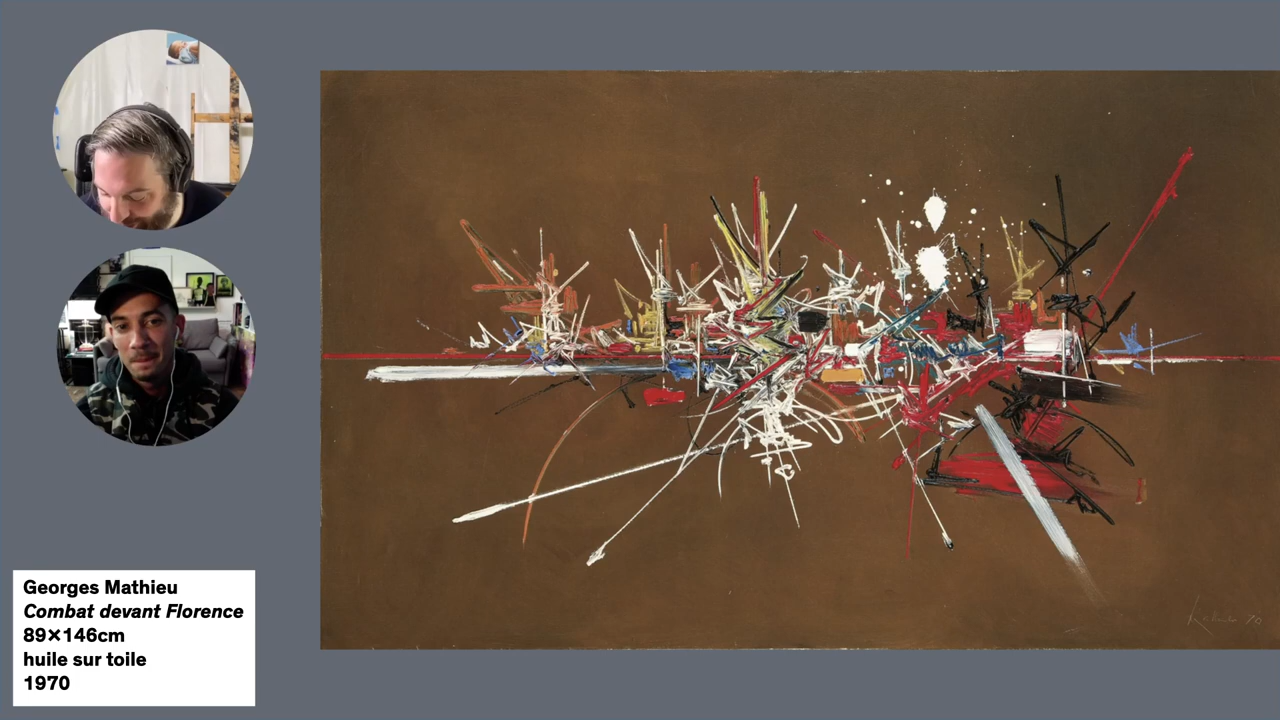 Georges Mathieu
Combat devant Florence
89×146cm
huile sur toile
1970